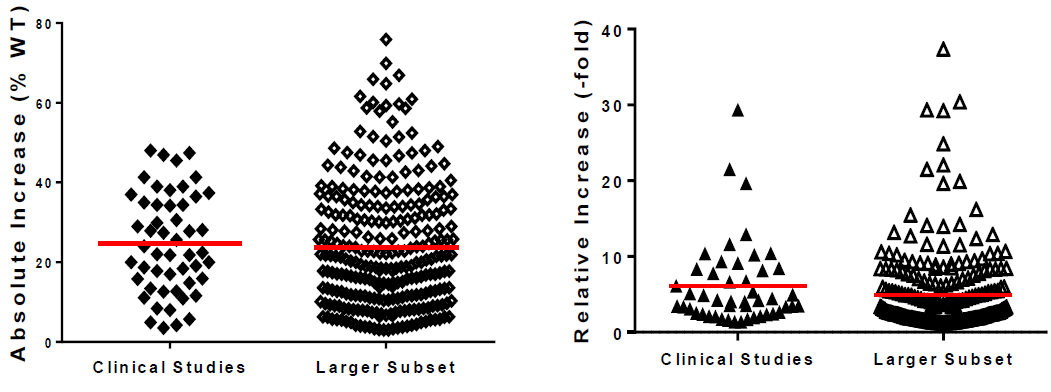 Absolute Increase (% WT)
80
60
40
20
0
Clinical Studies
Larger Subset
Relative Increase (-fold)
40
30
20
10
0
Clinical Studies
Larger Subset